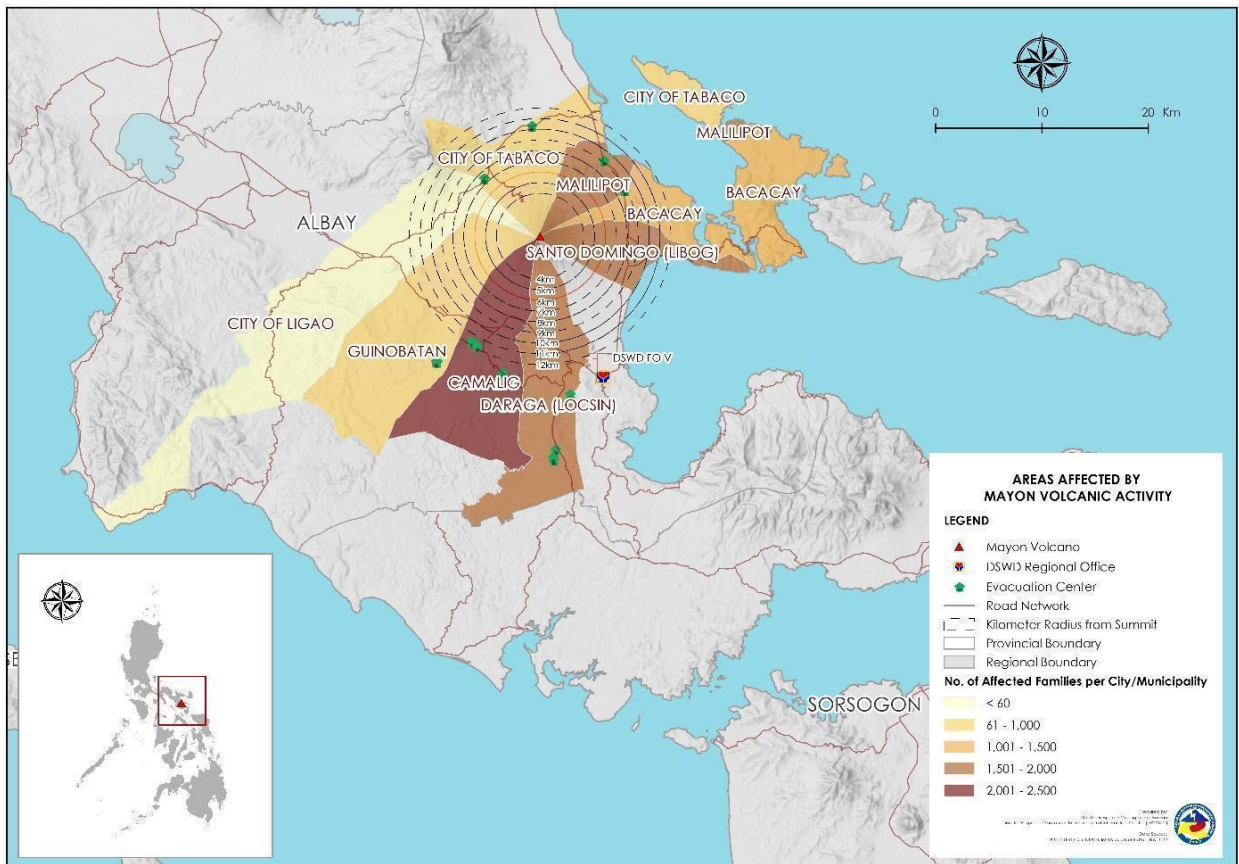 CITY OF TABACO
0 10 20 Km
MALILIPOT
CITY OF TABACO
MALILIPOT
BACACAY
BACACAY
ALBAY
SANTO DOMINGO (LIBOG)
4km
5km
6km
7km
8km
9km
10km
11km
12km
CITY OF LIGAO
GUINOBATAN
DSWD FO V
CAMALIG
DARAGA (LOCSIN)
SORSOGON
AREAS AFFECTED BY
MAYON VOLCANIC ACTIVITY
LEGEND
Mayon Volcano
DSWD Regional Office
Evacuation Center
Road Network
Kilometer Radius from Summit
Provincial Boundary
Regional Boundary
No. of Affected Families per City/Municipality
< 60
61 - 1,000
1,001 - 1,500
1,501 - 2,000
2,001 - 2,500